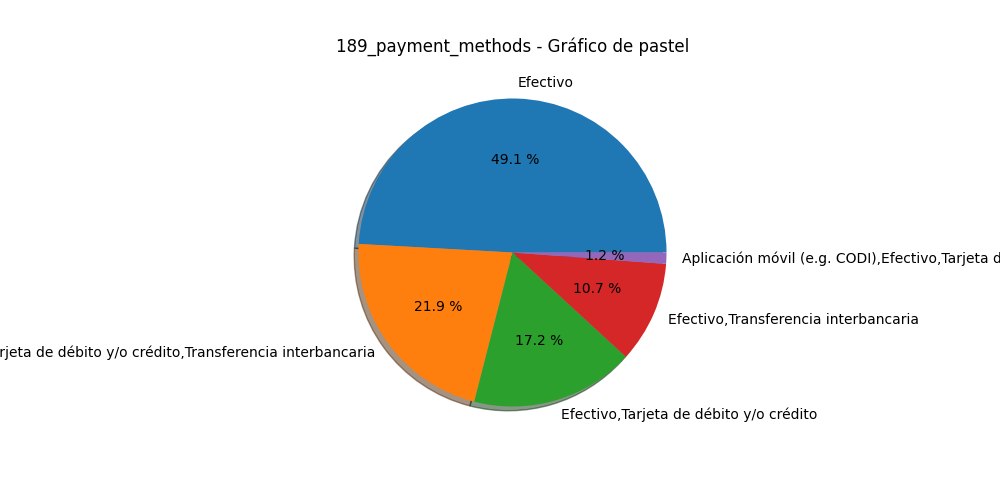 189_payment_methods - Gráfico de pastel
Efectivo
49.1 %
1.2 %
Aplicación móvil (e.g. CODI),Efectivo,Tarjeta
10.7 %
21.9 %
Efectivo,Transferencia interbancaria
17.2 %
de débito y/o crédito,Transferencia interbancaria
Efectivo,Tarjeta de débito y/o crédito